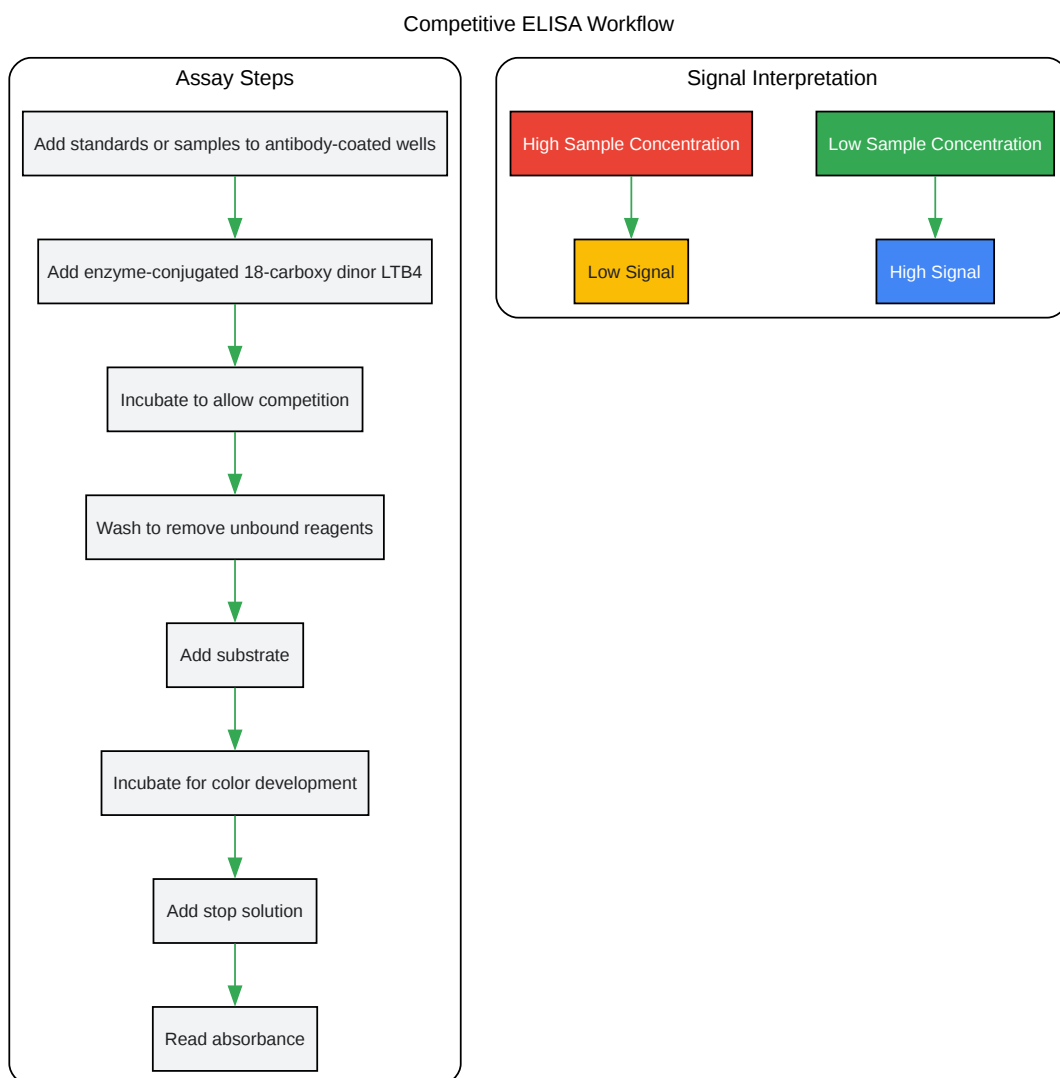 Competitive ELISA Workflow
Assay Steps
Add standards or samples to antibody-coated wells
Add enzyme-conjugated 18-carboxy dinor LTB4
Incubate to allow competition
Wash to remove unbound reagents
Add substrate
Incubate for color development
Add stop solution
Read absorbance
Signal Interpretation
High Sample Concentration
Low Signal
Low Sample Concentration
High Signal